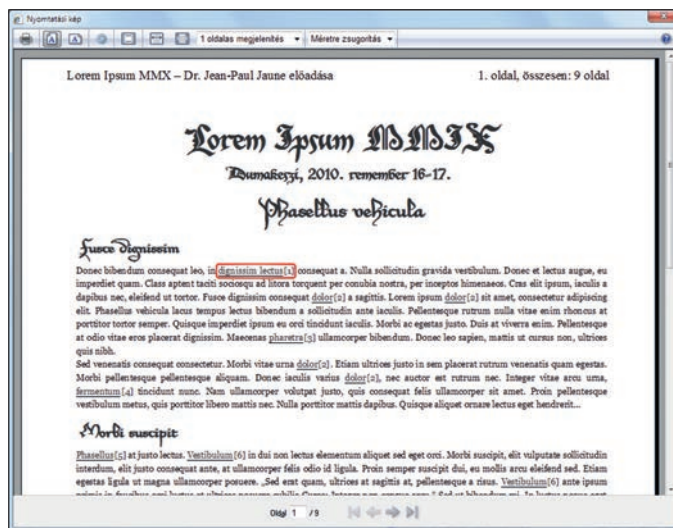 Nyomtatási kép
1 oldalas megjelenítés Méretre zsugorítás
Lorem Ipsum MMX – Dr. Jean-Paul Jaune előadása 1. oldal, összesen: 9 oldal
Lorem Ipsum MMIX
Dumakeszi, 2010. remember 16-17.
Phasellus vehicula
Fusce dignissim
Donec bibendum consequat leo, in dignissim lectus[1] consequat a. Nulla sollicitudin gravida vestibulum. Donec et lectus augue, eu
imperdiet quam. Class aptent taciti sociosqu ad litora torquent per conubia nostra, per inceptos himenaeos. Cras elit ipsum, iaculis a
dapibus nec, eleifend ut tortor. Fusce dignissim consequat dolor[2] a sagittis. Lorem ipsum dolor[2] sit amet, consectetur adipiscing
elit. Phasellus vehicula lacus tempus lectus bibendum a sollicitudin ante iaculis. Pellentesque rutrum nulla vitae enim rhoncus at
porttitor tortor semper. Quisque imperdiet ipsum eu orci tincidunt iaculis. Morbi ac egestas justo. Duis at viverra enim. Pellentesque
at odio vitae eros placerat dignissim. Maecenas pharetra[3] ullamcorper bibendum. Donec leo sapien, mattis ut cursus non, ultrices
quis nibh.
Sed venenatis consequat consectetur. Morbi vitae urna dolor[2]. Etiam ultrices justo in sem placerat rutrum venenatis quam egestas.
Morbi pellentesque pellentesque aliquam. Donec iaculis varius dolor[2], nec auctor est rutrum nec. Integer vitae arcu urna,
fermentum[4] tincidunt nunc. Nam ullamcorper volutpat justo, quis consequat felis ullamcorper sit amet. Proin pellentesque
vestibulum metus, quis porttitor libero mattis nec. Nulla porttitor mattis dapibus. Quisque aliquet ornare lectus eget hendrerit...
Morbi suscipit
Phasellus[5] at justo lectus. Vestibulum[6] in dui non lectus elementum aliquet sed eget orci. Morbi suscipit, elit vulputate sollicitudin
interdum, elit justo consequat ante, at ullamcorper felis odio id ligula. Proin semper suscipit dui, eu mollis arcu eleifend sed. Etiam
egestas ligula ut magna ullamcorper posuere. „Sed erat quam, ultrices at sagittis at, pellentesque a risus. Vestibulum[6] ante ipsum
Oldal 1 / 9